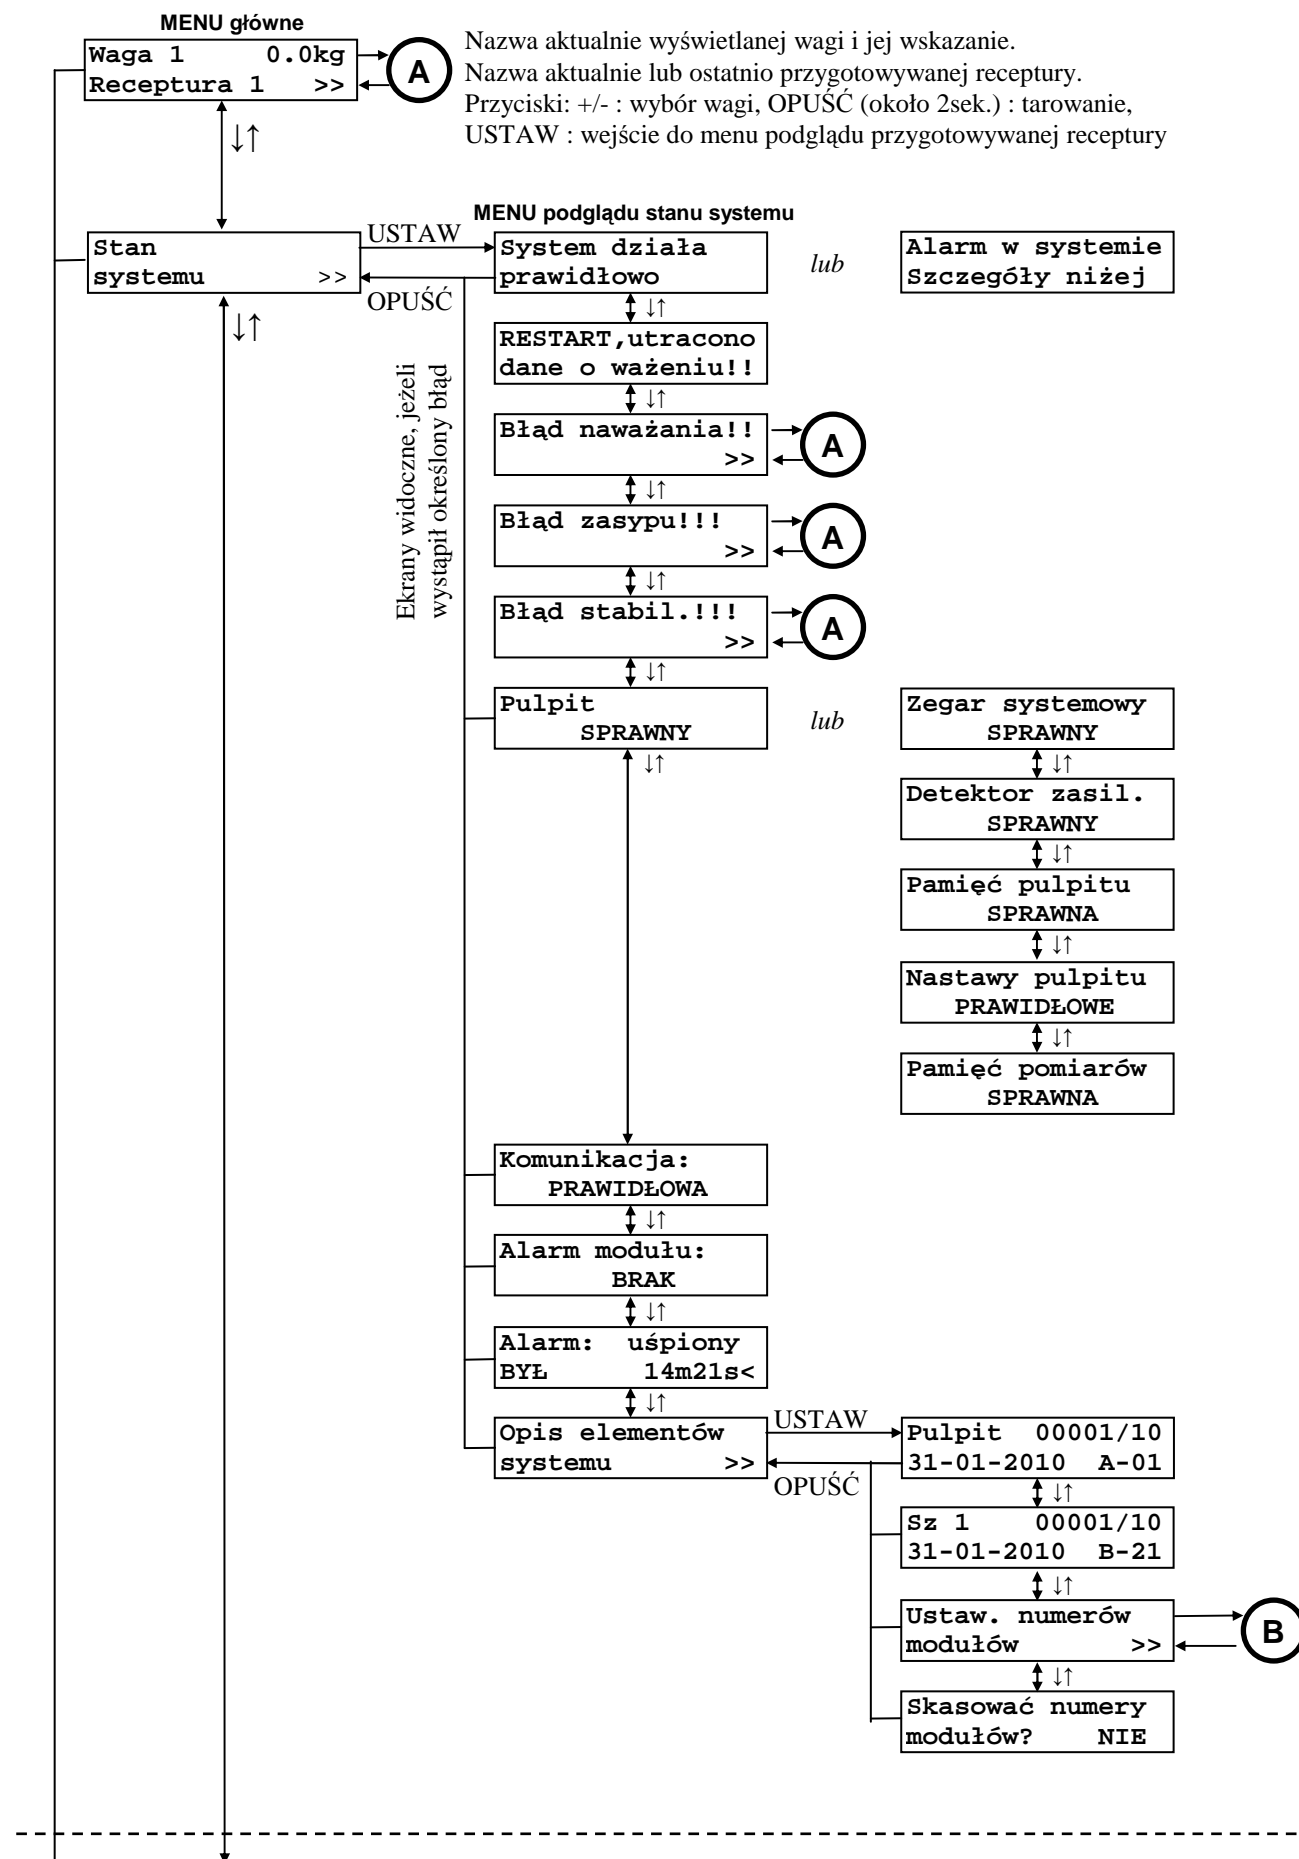 MENU główne
Waga 1 0.0kg
Receptura 1 >>
A
Nazwa aktualnie wyświetlanej wagi i jej wskazanie.
Nazwa aktualnie lub ostatnio przygotowywanej receptury.
Przyciski: +/- : wybór wagi, OPUŚĆ (około 2sek.) : tarowanie,
USTAW : wejście do menu podglądu przygotowywanej receptury
↓↑
MENU podglądu stanu systemu
Stan
systemu >>
USTAW
OPUŚĆ
↓↑
System działa
prawidłowo
lub
Alarm w systemie
Szczegóły niżej
↓↑
Ekrany widoczne, jeżeli
wystąpił określony błąd
RESTART,utracono
dane o ważeniu!!
↓↑
Błąd naważania!!
>>
A
↓↑
Błąd zasypu!!!
>>
A
↓↑
Błąd stabil.!!!
>>
A
↓↑
Pulpit
SPRAWNY
↓↑
lub
Zegar systemowy
SPRAWNY
↓↑
Detektor zasil.
SPRAWNY
↓↑
Pamięć pulpitu
SPRAWNA
↓↑
Nastawy pulpitu
PRAWIDŁOWE
↓↑
Pamięć pomiarów
SPRAWNA
Komunikacja:
PRAWIDŁOWA
↓↑
Alarm modułu:
BRAK
↓↑
Alarm: uśpiony
BYŁ 14m21s<
↓↑
Opis elementów
systemu >>
USTAW
OPUŚĆ
Pulpit 00001/10
31-01-2010 A-01
↓↑
Sz 1 00001/10
31-01-2010 B-21
↓↑
Ustaw. numerów
modułów >>
B
↓↑
Skasować numery
modułów? NIE